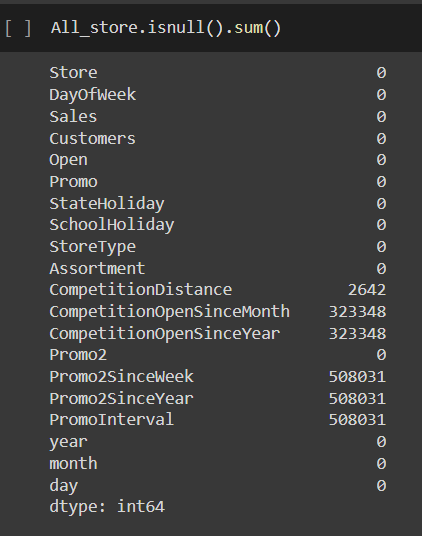 [ ] All_store.isnull().sum()
Store 0
DayOfWeek 0
Sales 0
Customers 0
Open 0
Promo 0
StateHoliday 0
SchoolHoliday 0
StoreType 0
Assortment 0
CompetitionDistance 2642
CompetitionOpenSinceMonth 323348
CompetitionOpenSinceYear 323348
Promo2 0
Promo2SinceWeek 508031
Promo2SinceYear 508031
PromoInterval 508031
year 0
month 0
day 0
dtype: int64